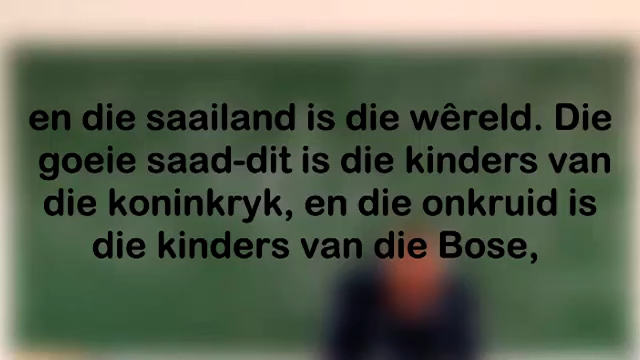 en die saailand is die wêreld. Die
goeie saad-dit is die kinders van
die koninkryk, en die onkruid is
die kinders van die Bose,